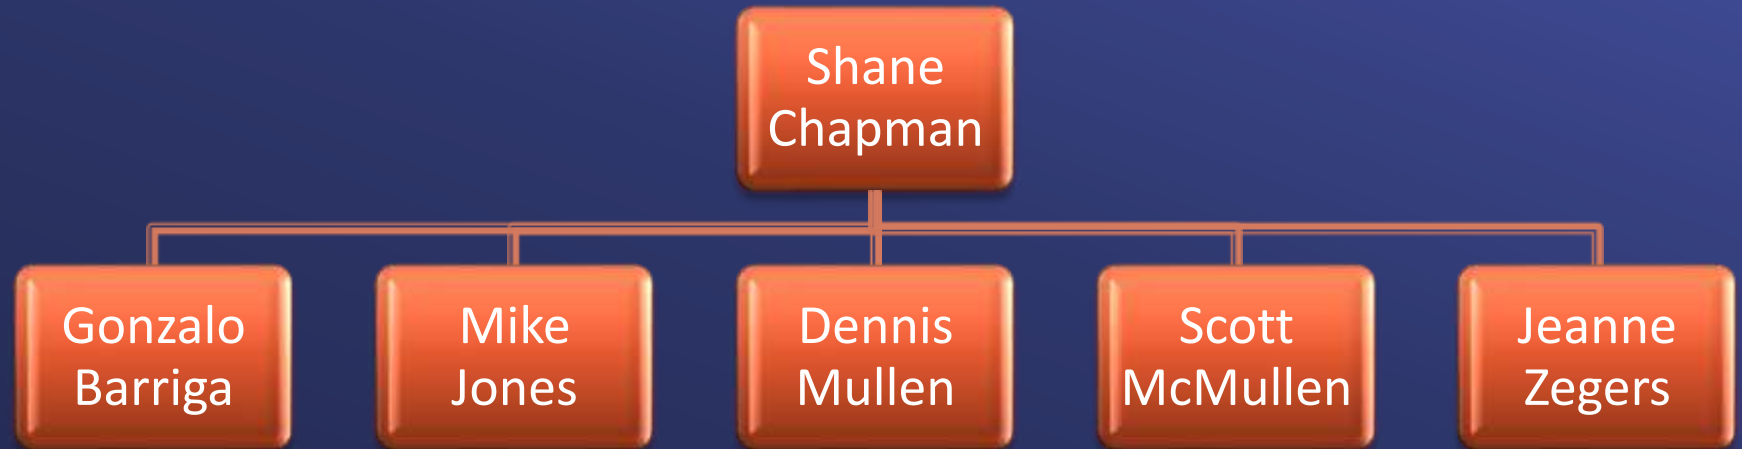 Shane
Chapman
Gonzalo
Barriga
Mike
Jones
Dennis
Mullen
Scott
McMullen
Jeanne
Zegers